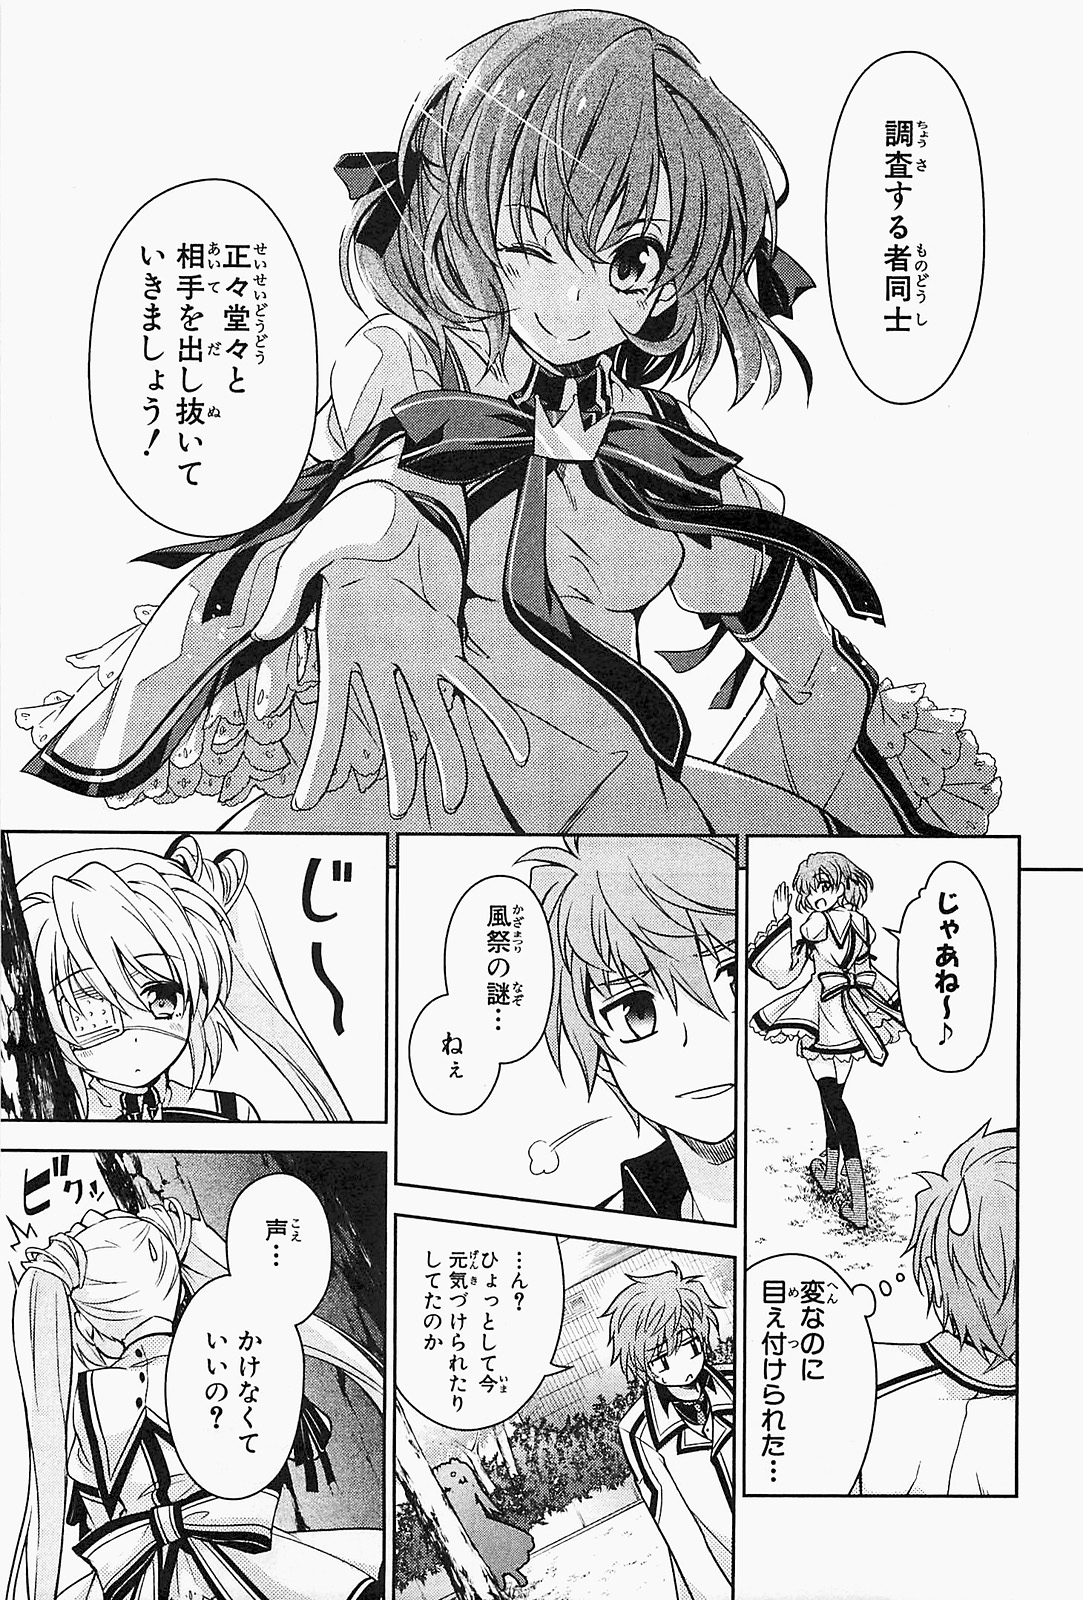 調査する者同士
正々堂々と
相手を出し抜いて
いきましょう!
じゃあね〜♪
変なのに
目ぇ付けられた…
風祭の謎…
ねぇ
…ん?
ひょっとして今
元気づけられたり
してたのか
じ〜
ビクッ
声…
かけなくて
いいの?